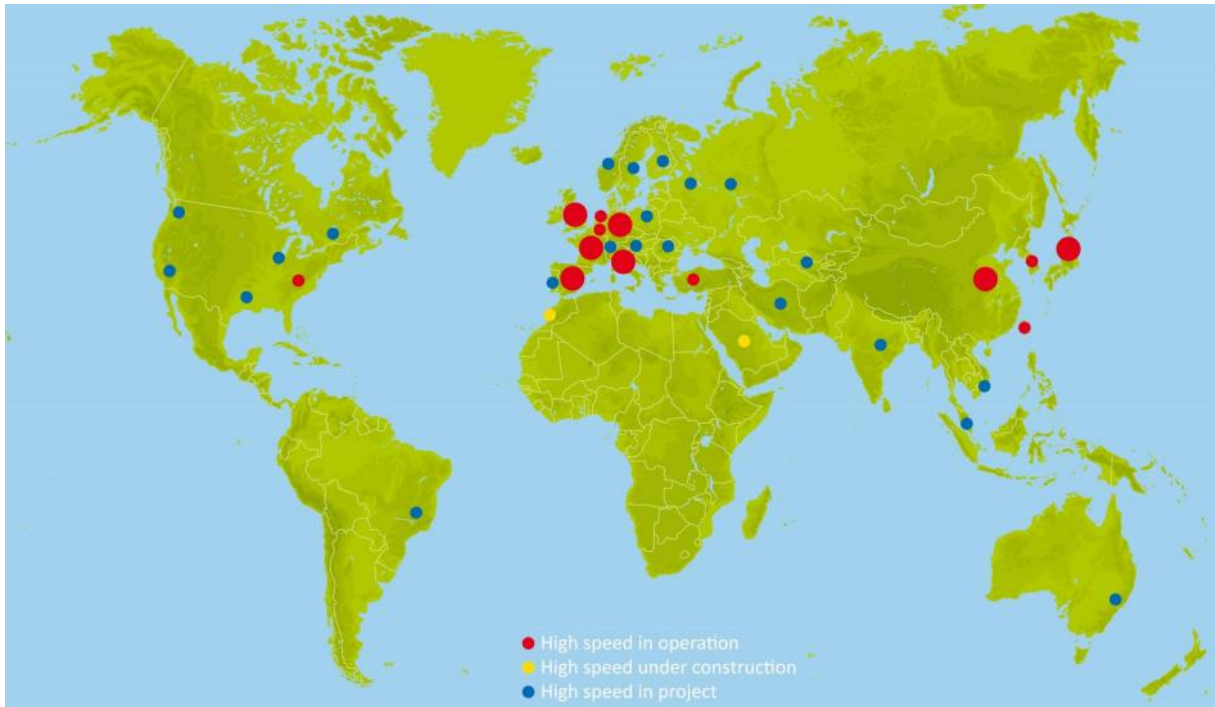 High speed in operation
High speed under construction
High speed in project